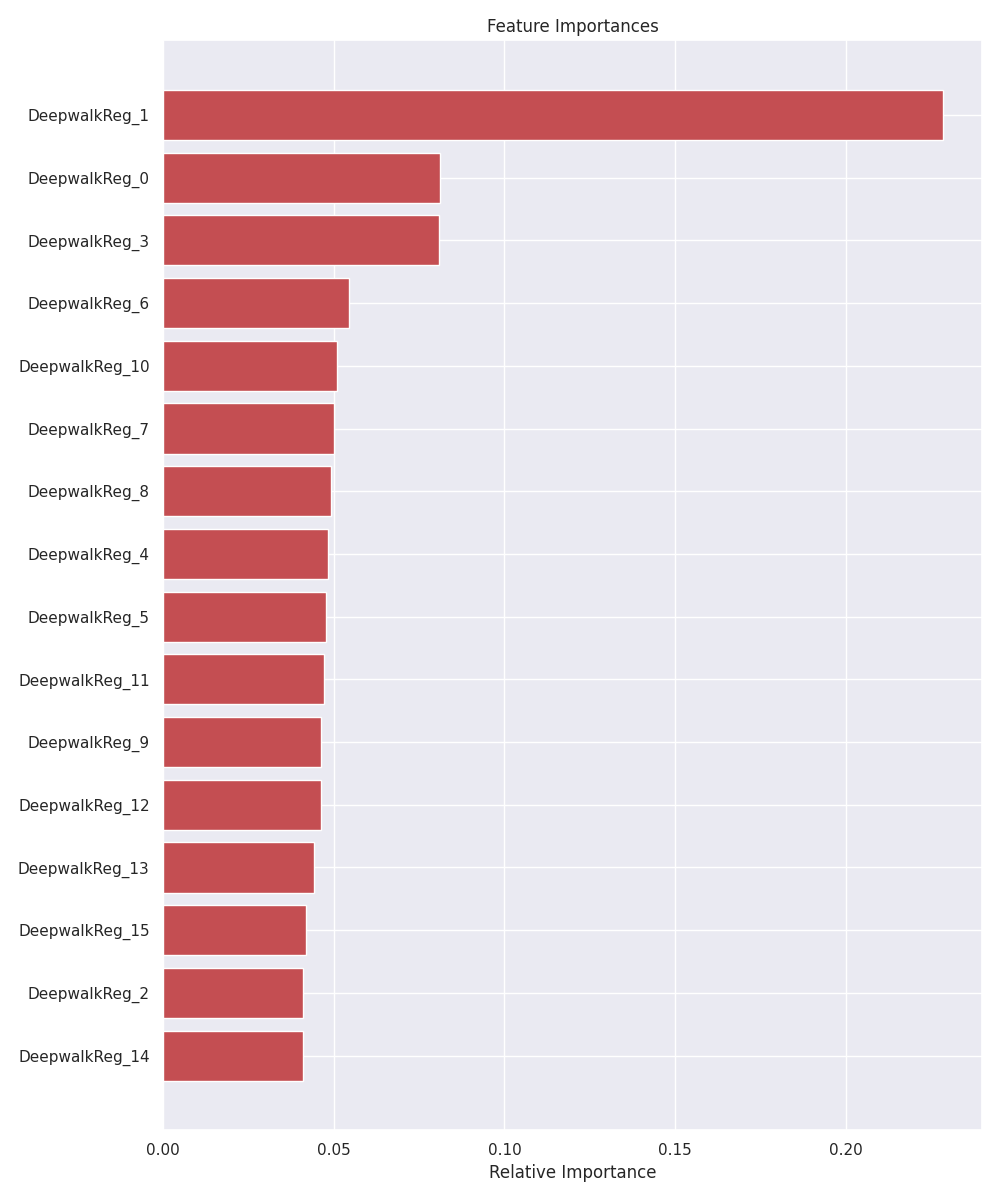 Feature Importances
DeepwalkReg_1
DeepwalkReg_0
DeepwalkReg_3
DeepwalkReg_6
DeepwalkReg_10
DeepwalkReg_7
DeepwalkReg_8
DeepwalkReg_4
DeepwalkReg_5
DeepwalkReg_11
DeepwalkReg_9
DeepwalkReg_12
DeepwalkReg_13
DeepwalkReg_15
DeepwalkReg_2
DeepwalkReg_14
0.00 0.05 0.10 0.15 0.20
Relative Importance